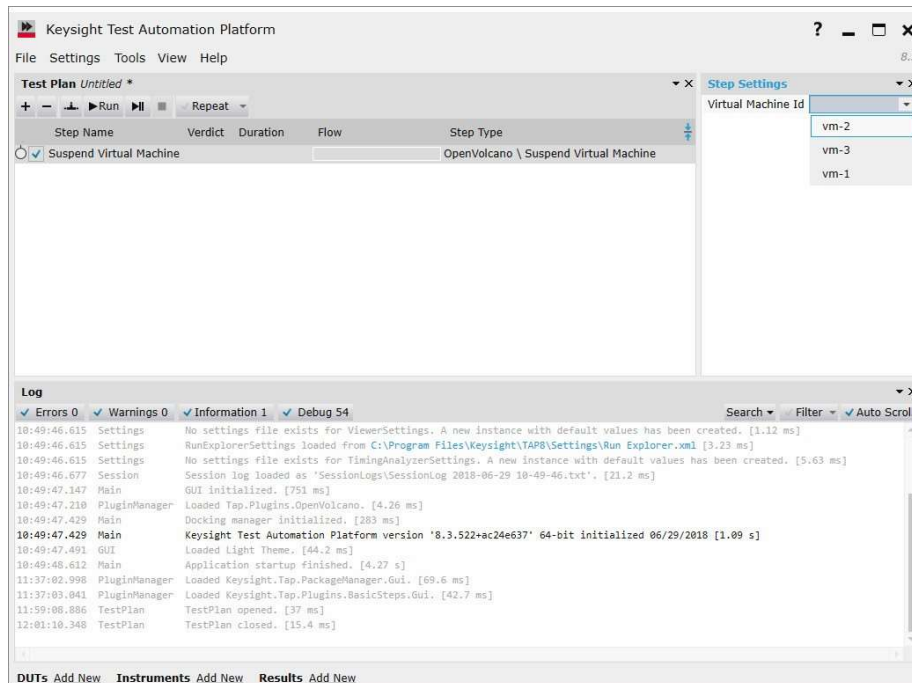 Keysight Test Automation Platform
File Settings Tools View Help
8.
Test Plan Untitled *
Run Repeat
Step Name Verdict Duration Flow Step Type
Suspend Virtual Machine OpenVolcano \ Suspend Virtual Machine
Step Settings
Virtual Machine Id
vm-2
vm-3
vm-1
Log
Errors 0 Warnings 0 Information 1 Debug 54 Search Filter Auto Scroll
10:49:46.615 Settings No settings file exists for ViewerSettings. A new instance with default values has been created. [1.12 ms]
10:49:46.615 Settings RunExplorerSettings loaded from C:\Program Files\Keysight\TAP8\Settings\Run Explorer.xml [3.23 ms]
10:49:46.615 Settings No settings file exists for TimingAnalyzerSettings. A new instance with default values has been created. [5.63 ms]
10:49:46.677 Session Session log loaded as 'SessionLogs\SessionLog 2018-06-29 10-49-46.txt'. [21.2 ms]
10:49:47.147 Main GUI initialized. [751 ms]
10:49:47.210 PluginManager Loaded Tap.Plugins.OpenVolcano. [4.26 ms]
10:49:47.429 Main Docking manager initialized. [283 ms]
10:49:47.429 Main Keysight Test Automation Platform version '8.3.522+ac24e637' 64-bit initialized 06/29/2018 [1.09 s]
10:49:47.491 GUI Loaded Light Theme. [44.2 ms]
10:49:48.612 Main Application startup finished. [4.27 s]
11:37:02.998 PluginManager Loaded Keysight.Tap.PackageManager.Gui. [69.6 ms]
11:37:03.041 PluginManager Loaded Keysight.Tap.Plugins.BasicSteps.Gui. [42.7 ms]
11:59:08.886 TestPlan TestPlan opened. [37 ms]
12:01:10.348 TestPlan TestPlan closed. [15.4 ms]
DUTs Add New Instruments Add New Results Add New